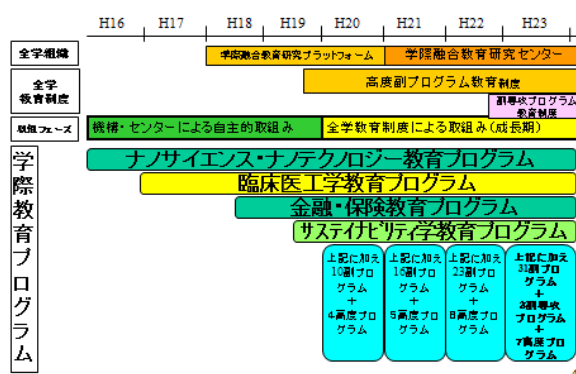 H16 H17 H18 H19 H20 H21 H22 H23
全学組織
学際融合教育研究プラットフォーム
学際融合教育研究センター
全学
教育制度
高度副プログラム教育制度
副専攻プログラム
教育制度
取組フェーズ
機構・センターによる自主的取組み
全学教育制度による取組み(成長期)
学際教育プログラム
ナノサイエンス・ナノテクノロジー教育プログラム
臨床医工学教育プログラム
金融・保険教育プログラム
サステイナビリティ学教育プログラム
上記に加え
10副プロ
グラム
+
4高度プロ
グラム
上記に加え
16副プロ
グラム
+
5高度プロ
グラム
上記に加え
23副プロ
グラム
+
6高度プロ
グラム
上記に加え
31副プロ
グラム
+
2副専攻
プログラム
+
7高度プロ
グラム